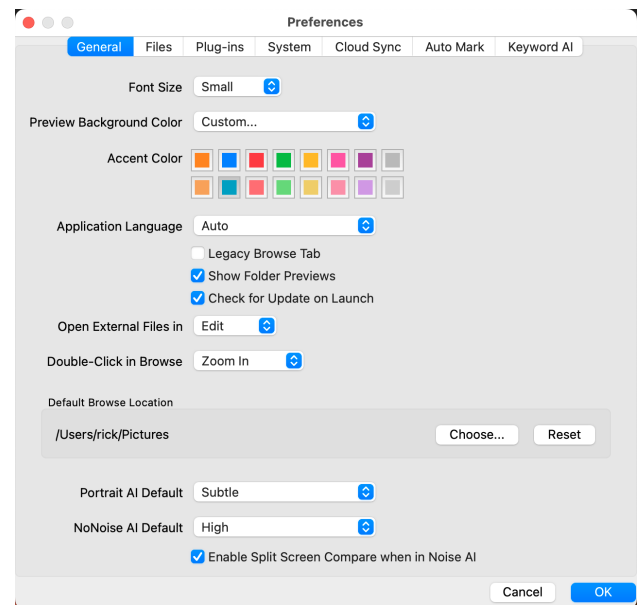 Preferences
General Files Plug-ins System Cloud Sync Auto Mark Keyword AI
Font Size Small
Preview Background Color Custom...
Accent Color
Application Language Auto
Legacy Browse Tab
Show Folder Previews
Check for Update on Launch
Open External Files in Edit
Double-Click in Browse Zoom In
Default Browse Location
/Users/rick/Pictures Choose... Reset
Portrait AI Default Subtle
NoNoise AI Default High
Enable Split Screen Compare when in Noise AI
Cancel OK